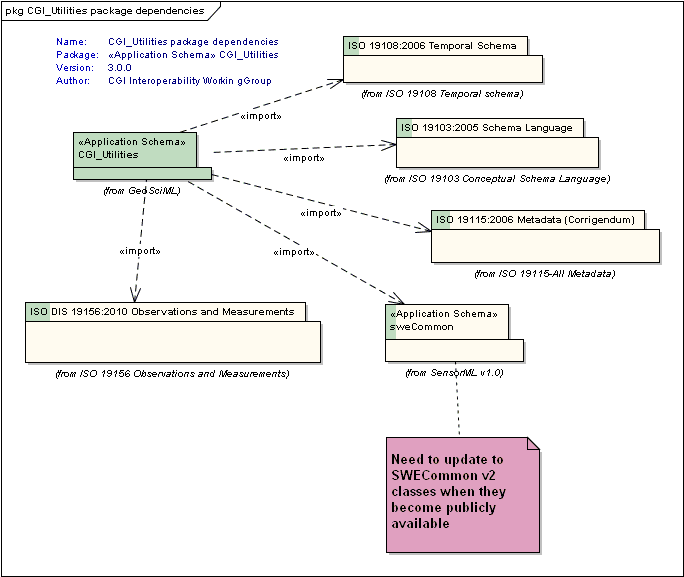 pkg CGI_Utilities package dependencies
Name: CGI_Utilities package dependencies
Package: «Application Schema» CGI_Utilities
Version: 3.0.0
Author: CGI Interoperability Workin gGroup
ISO 19108:2006 Temporal Schema
(from ISO 19108 Temporal schema)
«import»
ISO 19103:2005 Schema Language
«import»
(from ISO 19103 Conceptual Schema Language)
«Application Schema»
CGI_Utilities
(from GeoSciML)
«import»
ISO 19115:2006 Metadata (Corrigendum)
(from ISO 19115-All Metadata)
«import»
«import»
ISO DIS 19156:2010 Observations and Measurements
(from ISO 19156 Observations and Measurements)
«Application Schema»
sweCommon
(from SensorML v1.0)
Need to update to
SWECommon v2
classes when they
become publicly
available